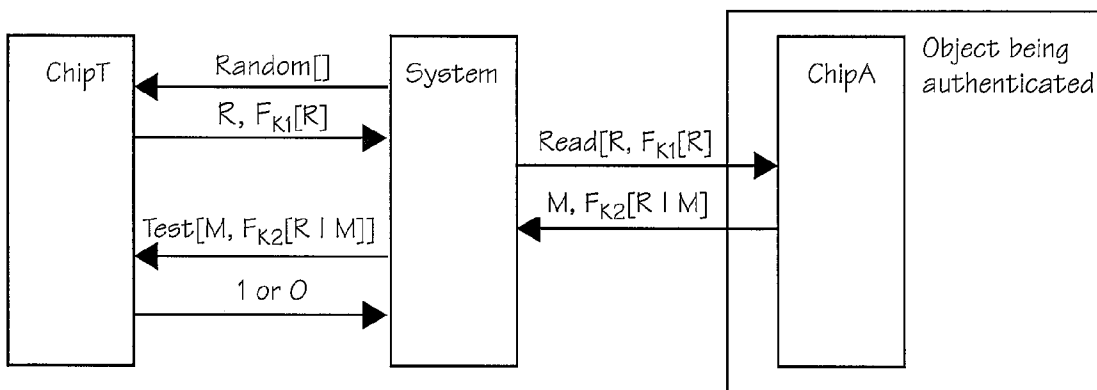 ChipT
System
ChipA
Object being
authenticated
Random[]
R, F_K1[R]
Read[R, F_K1[R]
M, F_K2[R | M]
Test[M, F_K2[R | M]]
1 or 0